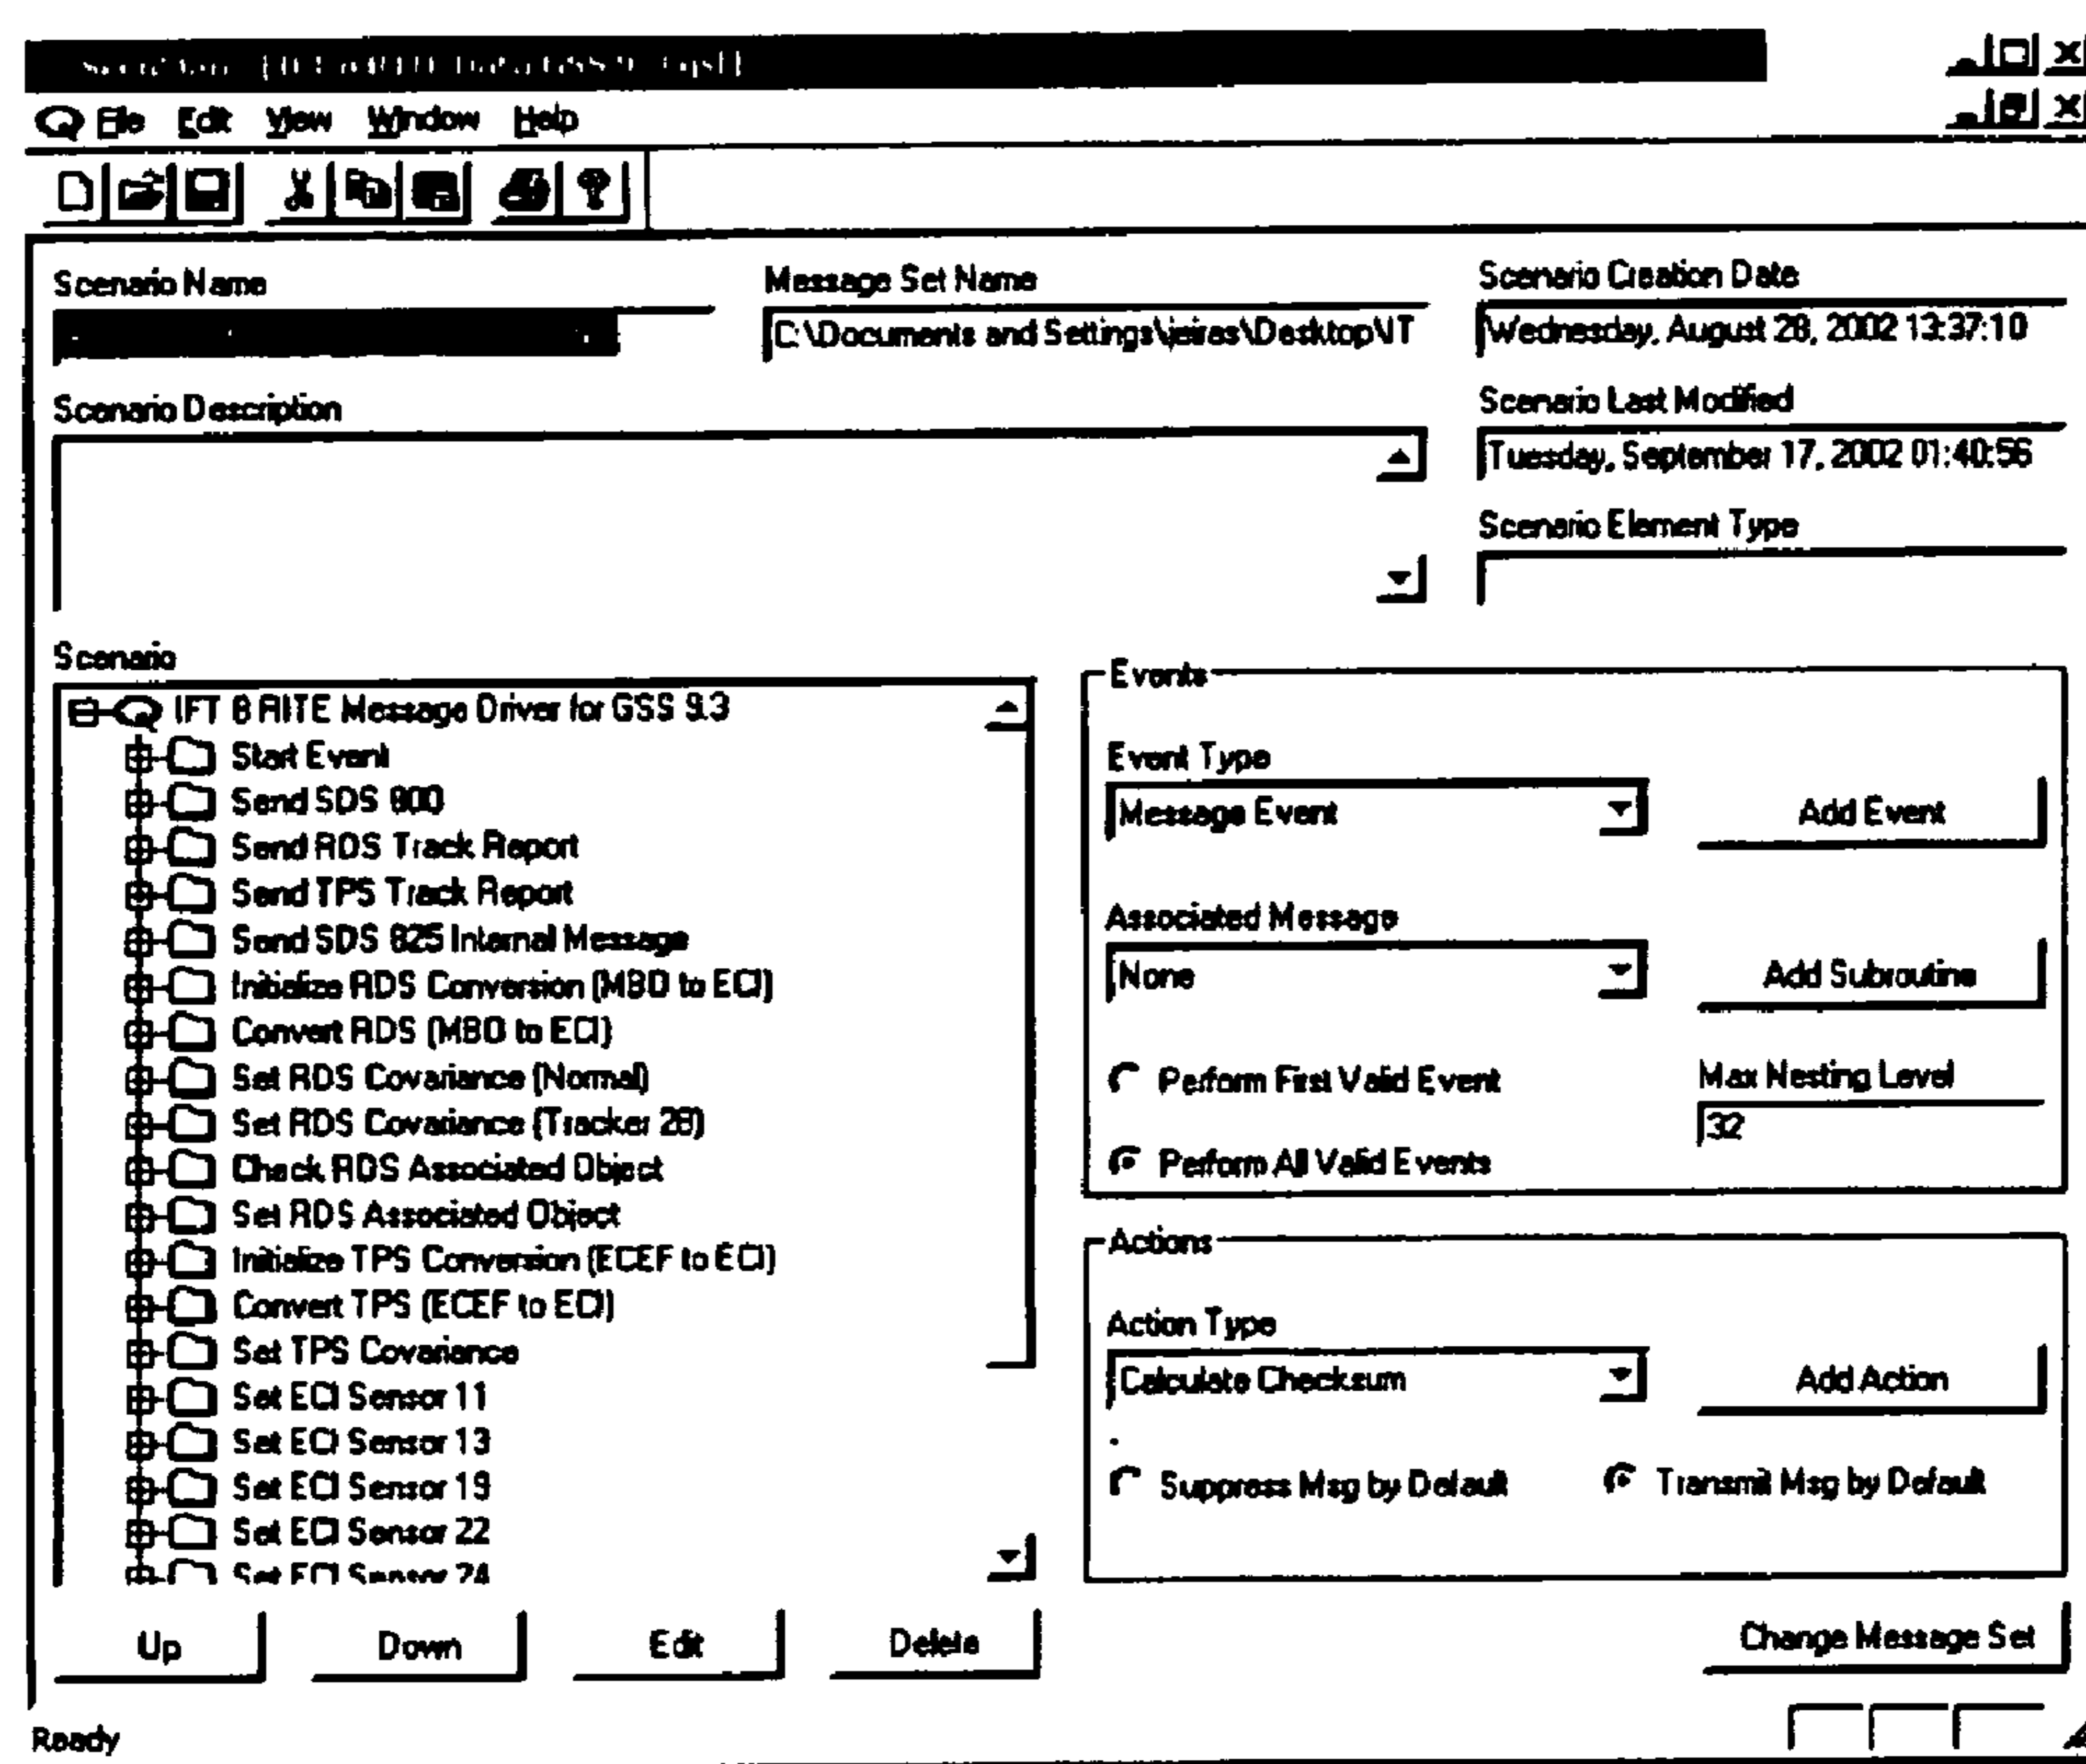 File Edit View Window Help
Scenario Name
Message Set Name
Scenario Creation Date
C:\Documents and Settings\jeiras\Desktop\IT
Wednesday, August 28, 2002 13:37:10
Scenario Description
Scenario Last Modified
Tuesday, September 17, 2002 01:40:56
Scenario Element Type
Scenario
IFT 8 RITE Message Driver for GSS 9.3
Start Event
Send SDS 800
Send RDS Track Report
Send TPS Track Report
Send SDS 825 Internal Message
Initialize RDS Conversion (MBD to ECI)
Convert RDS (MBD to ECI)
Set RDS Covariance (Normal)
Set RDS Covariance (Tracker 28)
Check RDS Associated Object
Set RDS Associated Object
Initialize TPS Conversion (ECEF to ECI)
Convert TPS (ECEF to ECI)
Set TPS Covariance
Set ECI Sensor 11
Set ECI Sensor 13
Set ECI Sensor 19
Set ECI Sensor 22
Set ECI Sensor 24
Up Down Edit Delete
Events
Event Type
Message Event
Add Event
Associated Message
None
Add Subroutine
Perform First Valid Event
Max Nesting Level
32
Perform All Valid Events
Actions
Action Type
Calculate Checksum
Add Action
Suppress Msg by Default
Transmit Msg by Default
Change Message Set
Ready